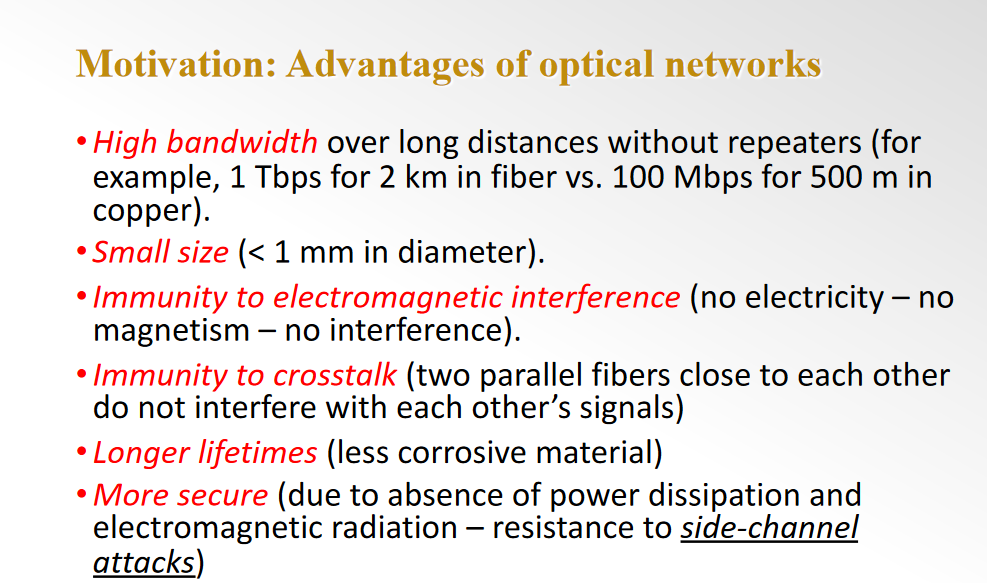 Motivation: Advantages of optical networks
• High bandwidth over long distances without repeaters (for
example, 1 Tbps for 2 km in fiber vs. 100 Mbps for 500 m in
copper).
• Small size (< 1 mm in diameter).
• Immunity to electromagnetic interference (no electricity – no
magnetism – no interference).
• Immunity to crosstalk (two parallel fibers close to each other
do not interfere with each other’s signals)
• Longer lifetimes (less corrosive material)
• More secure (due to absence of power dissipation and
electromagnetic radiation – resistance to side-channel
attacks)